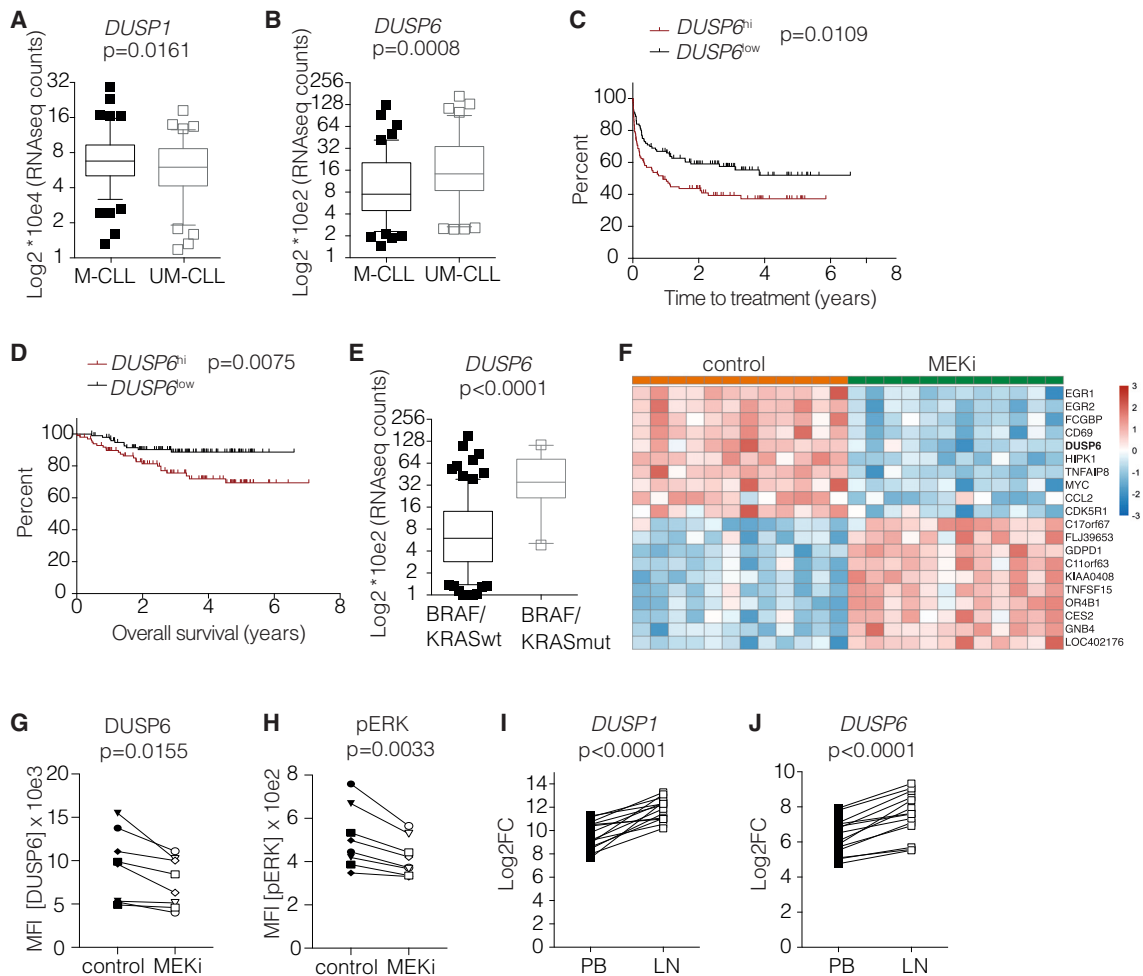 A
DUSP1
p=0.0161
Log2 *10e4 (RNAseq counts)
32
16
8
4
2
1
M-CLL
UM-CLL
B
DUSP6
p=0.0008
Log2 *10e2 (RNAseq counts)
256
128
64
32
16
8
4
2
1
M-CLL
UM-CLL
C
DUSP6hi
p=0.0109
DUSP6low
Percent
100
80
60
40
20
0
0
2
4
6
8
Time to treatment (years)
D
DUSP6hi
p=0.0075
DUSP6low
Percent
100
80
60
40
20
0
0
2
4
6
8
Overall survival (years)
E
DUSP6
p<0.0001
Log2 *10e2 (RNAseq counts)
256
128
64
32
16
8
4
2
1
BRAF/
KRASwt
BRAF/
KRASmut
F
control
MEKi
EGR1
EGR2
FCGBP
CD69
DUSP6
HIPK1
TNFAIP8
MYC
CCL2
CDK5R1
C17orf67
FLJ39653
GDPD1
C11orf63
KIAA0408
TNFSF15
OR4B1
CES2
GNB4
LOC402176
3
2
1
0
-1
-2
-3
G
DUSP6
p=0.0155
MFI [DUSP6] x 10e3
20
15
10
5
0
control
MEKi
H
pERK
p=0.0033
MFI [pERK] x 10e2
8
6
4
2
0
control
MEKi
I
DUSP1
p<0.0001
Log2FC
14
12
10
8
6
4
2
0
PB
LN
J
DUSP6
p<0.0001
Log2FC
10
8
6
4
2
0
PB
LN